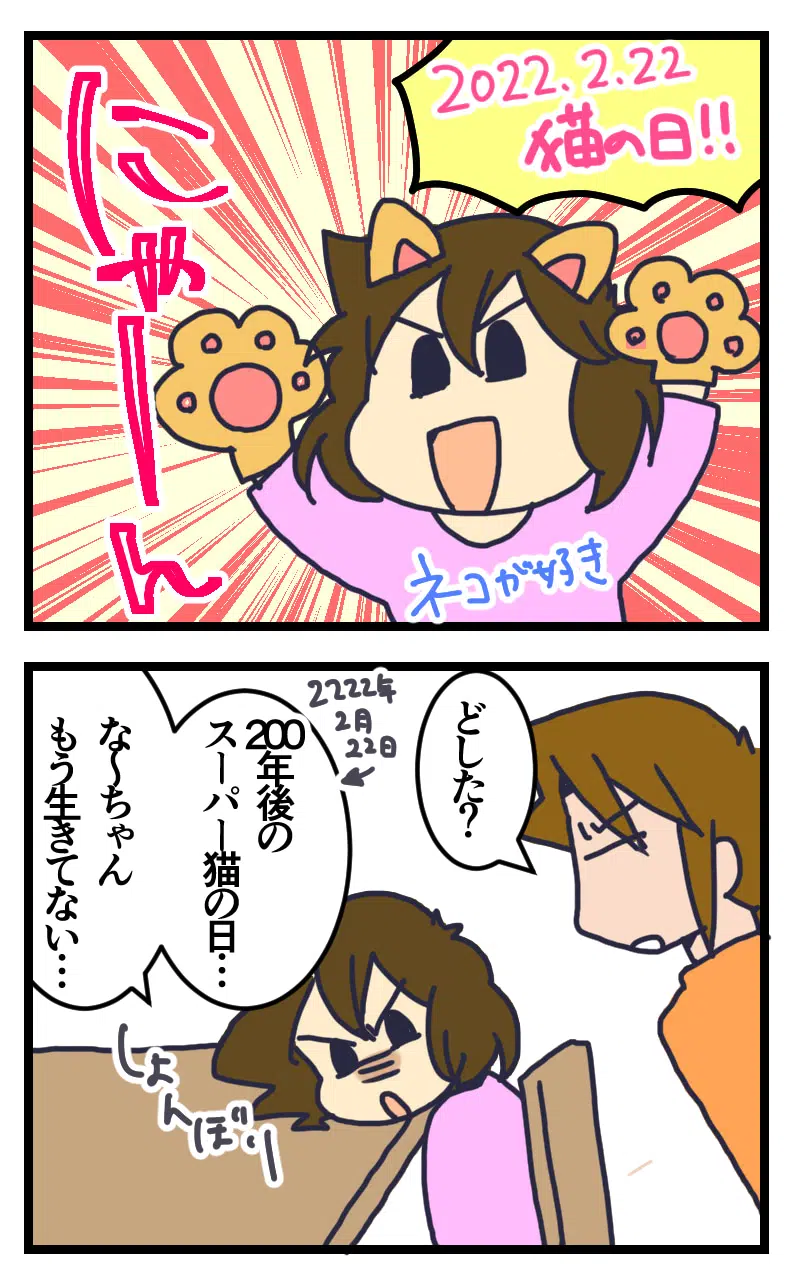 2022.2.22
猫の日!!
にゃーん
ネコが好き
どした?
2222年
2月
22日
200年後の
スーパー猫の日…
な〜ちゃん
もう生きてない…
しょんぼり